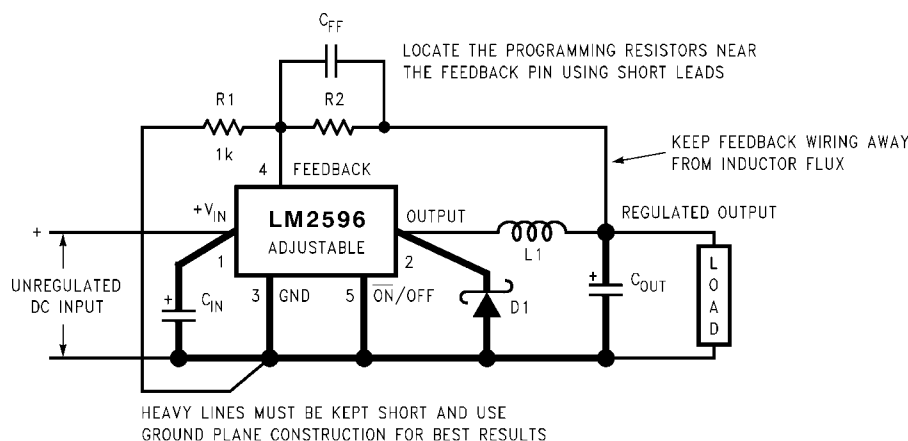 C_FF
LOCATE THE PROGRAMMING RESISTORS NEAR
THE FEEDBACK PIN USING SHORT LEADS
R1
R2
1k
KEEP FEEDBACK WIRING AWAY
FROM INDUCTOR FLUX
4
FEEDBACK
+V_IN
LM2596
ADJUSTABLE
OUTPUT
REGULATED OUTPUT
+
1
2
L1
UNREGULATED
DC INPUT
+
C_IN
3
GND
5
O̅N̅/OFF
D1
+
C_OUT
LOAD
HEAVY LINES MUST BE KEPT SHORT AND USE
GROUND PLANE CONSTRUCTION FOR BEST RESULTS